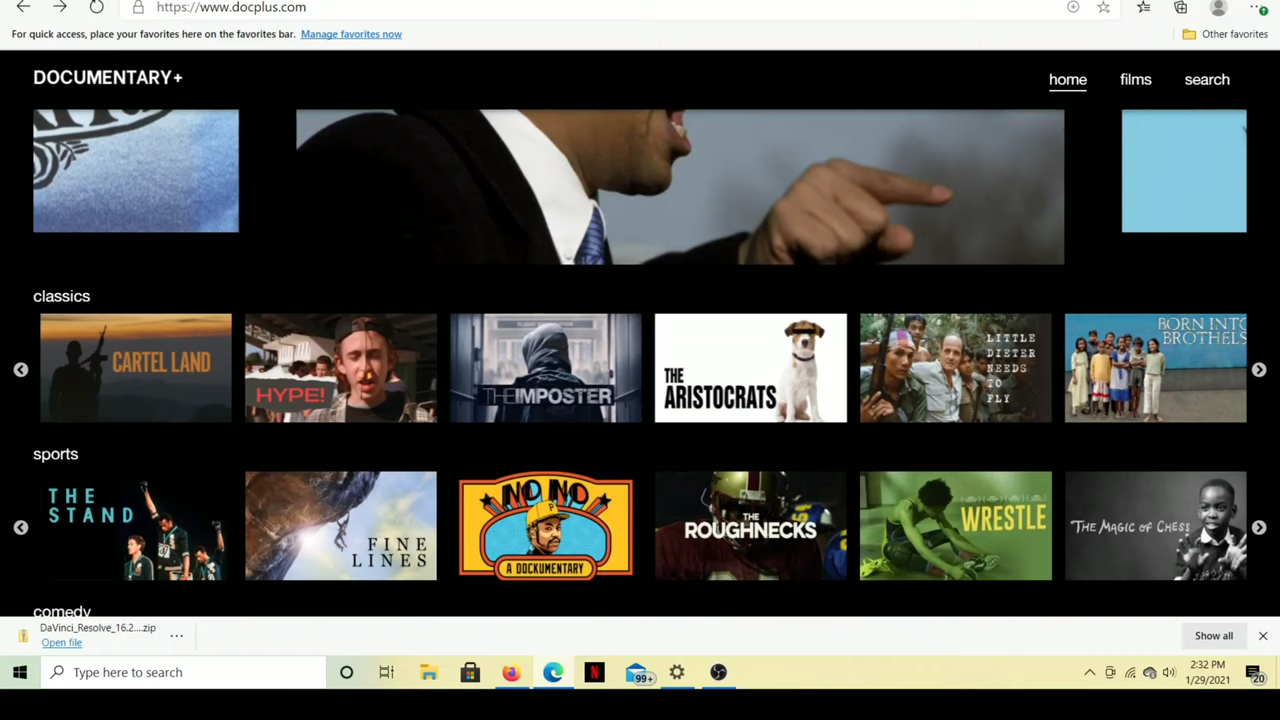 https://www.docplus.com
For quick access, place your favorites here on the favorites bar. Manage favorites now
Other favorites
DOCUMENTARY+
home films search
classics
CARTEL LAND
HYPE!
THE IMPOSTER
THE
ARISTOCRATS
LITTLE
DIETER
NEEDS
TO
FLY
BORN INTO
BROTHELS
sports
THE
STAND
FINE
LINES
NO NO
P
A DOCKUMENTARY
THE
ROUGHNECKS
WRESTLE
THE MAGIC OF CHESS
comedy
DaVinci_Resolve_16.2....zip
Open file
Show all
Type here to search
N
99+
2:32 PM
1/29/2021
20